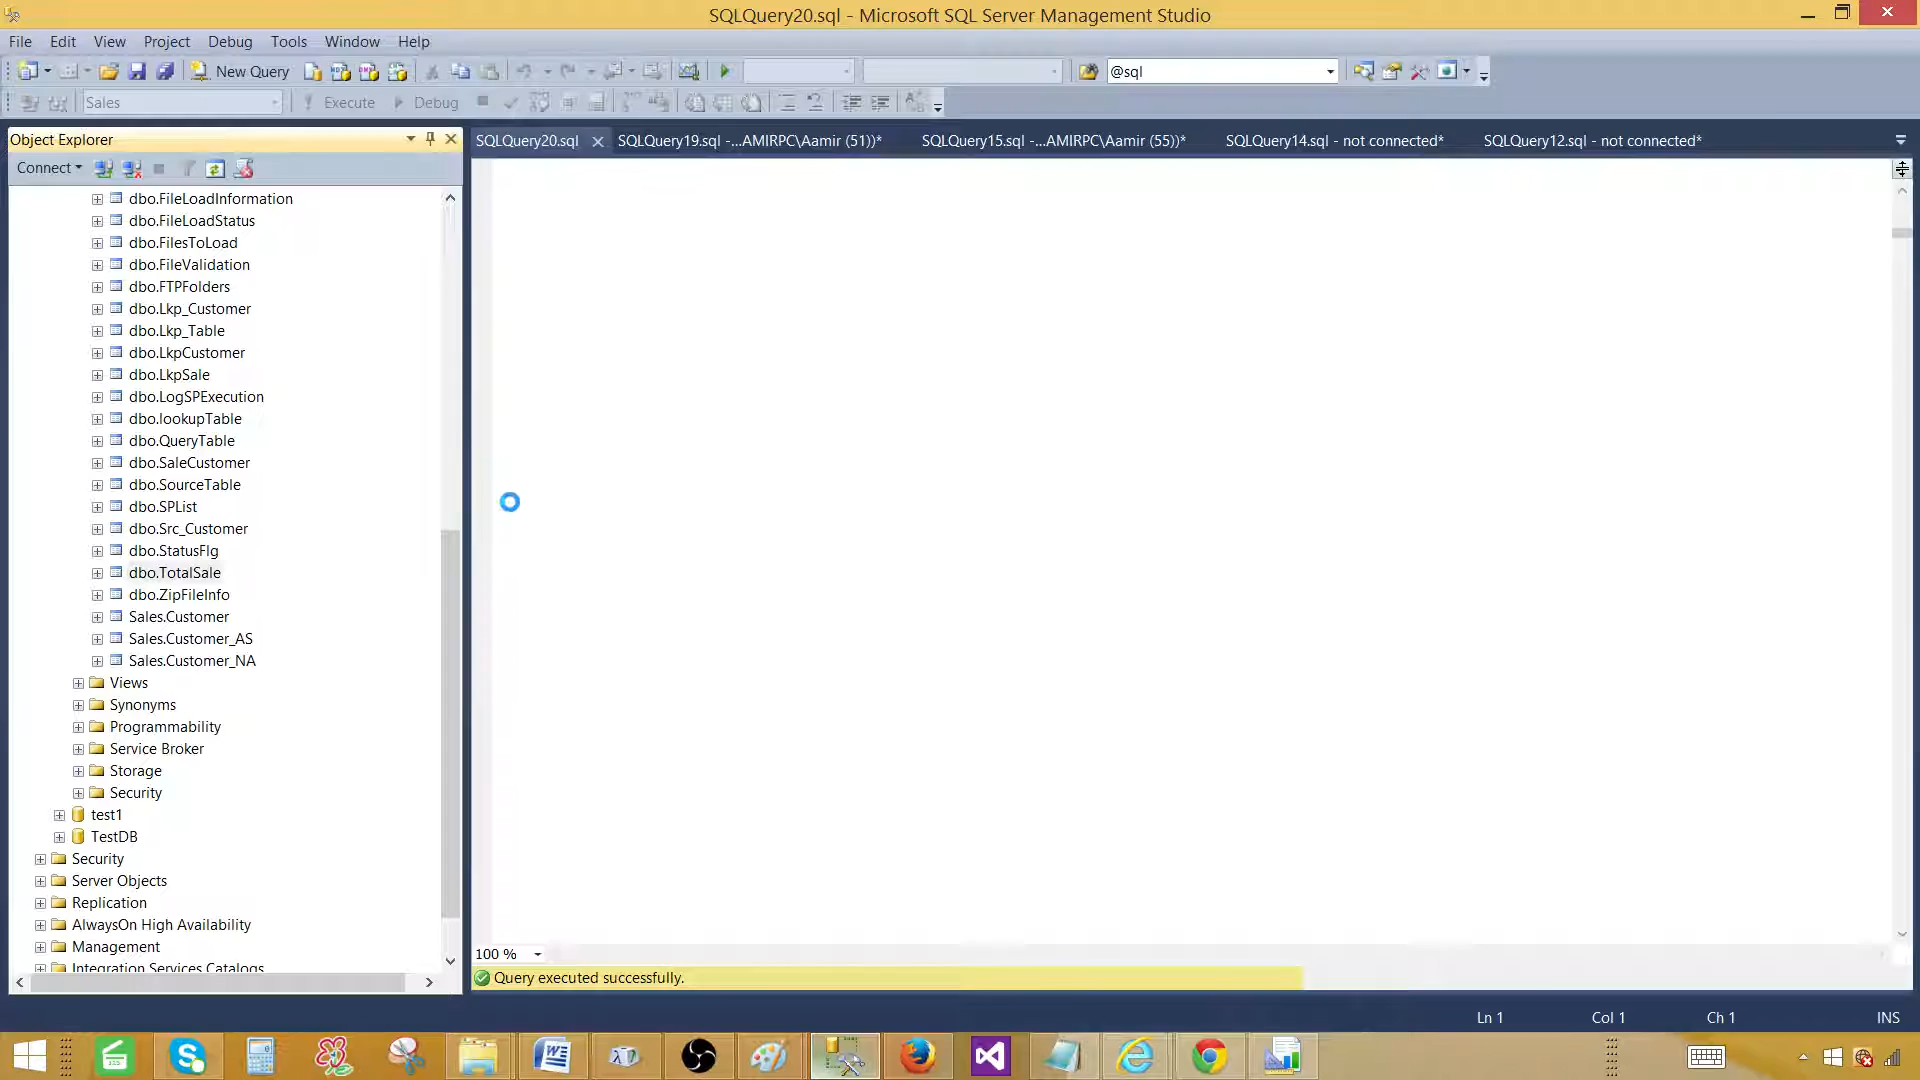 SQLQuery20.sql - Microsoft SQL Server Management Studio
File Edit View Project Debug Tools Window Help
New Query @sql
Sales Execute Debug
Object Explorer
SQLQuery20.sql SQLQuery19.sql -...AMIRPC\Aamir (51))* SQLQuery15.sql -...AMIRPC\Aamir (55))* SQLQuery14.sql - not connected* SQLQuery12.sql - not connected*
Connect
dbo.FileLoadInformation
dbo.FileLoadStatus
dbo.FilesToLoad
dbo.FileValidation
dbo.FTPFolders
dbo.Lkp_Customer
dbo.Lkp_Table
dbo.LkpCustomer
dbo.LkpSale
dbo.LogSPExecution
dbo.lookupTable
dbo.QueryTable
dbo.SaleCustomer
dbo.SourceTable
dbo.SPList
dbo.Src_Customer
dbo.StatusFlg
dbo.TotalSale
dbo.ZipFileInfo
Sales.Customer
Sales.Customer_AS
Sales.Customer_NA
Views
Synonyms
Programmability
Service Broker
Storage
Security
test1
TestDB
Security
Server Objects
Replication
AlwaysOn High Availability
Management
Integration Services Catalogs
100 %
Query executed successfully.
Ln 1 Col 1 Ch 1 INS